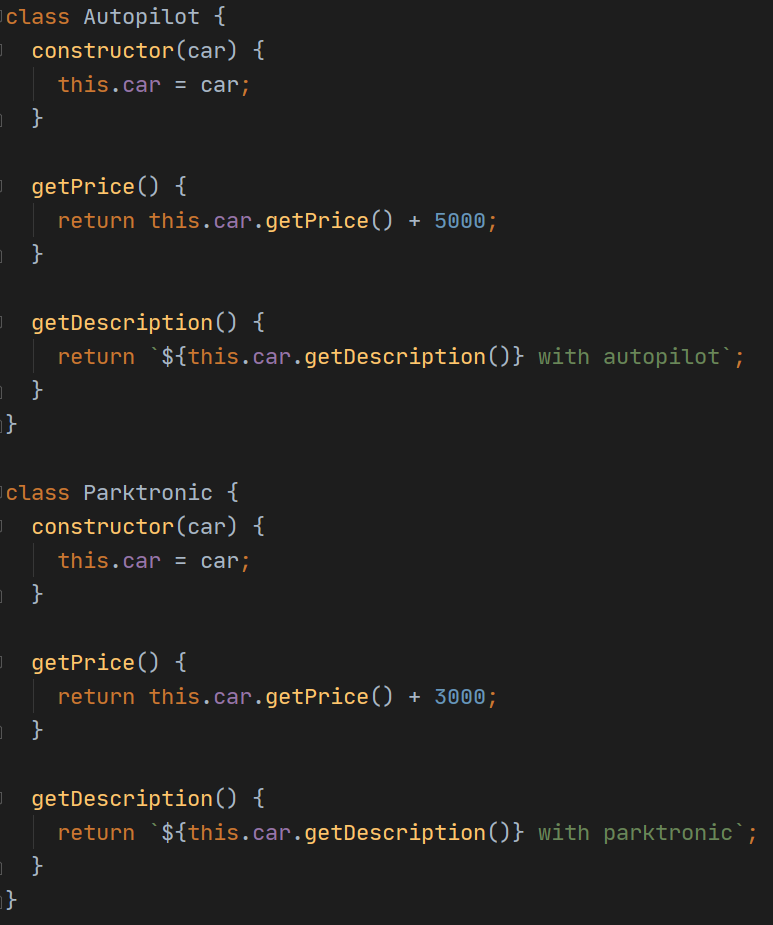 class Autopilot {
  constructor(car) {
    this.car = car;
  }

  getPrice() {
    return this.car.getPrice() + 5000;
  }

  getDescription() {
    return `${this.car.getDescription()} with autopilot`;
  }
}

class Parktronic {
  constructor(car) {
    this.car = car;
  }

  getPrice() {
    return this.car.getPrice() + 3000;
  }

  getDescription() {
    return `${this.car.getDescription()} with parktronic`;
  }
}